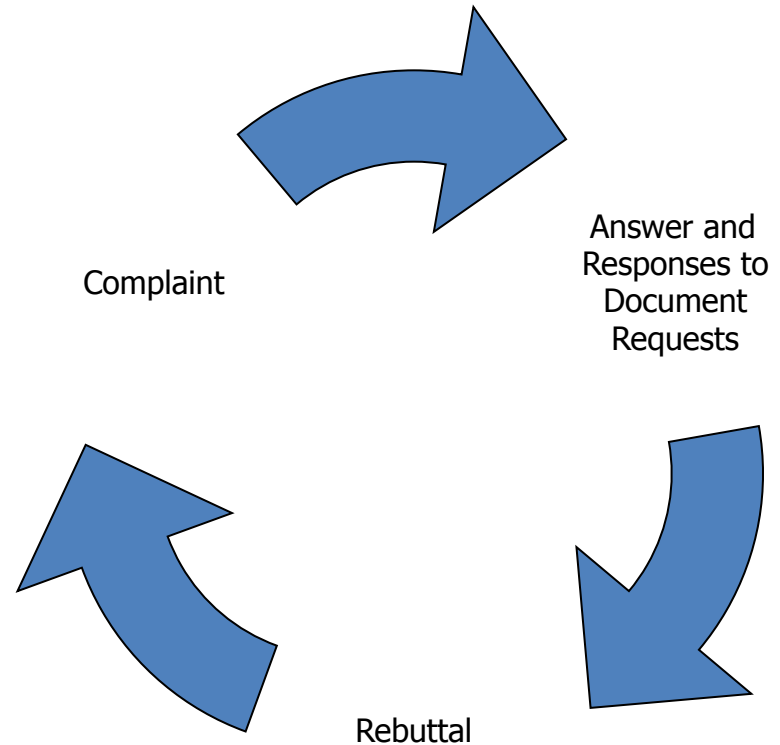 Complaint
Answer and
Responses to
Document
Requests
Rebuttal